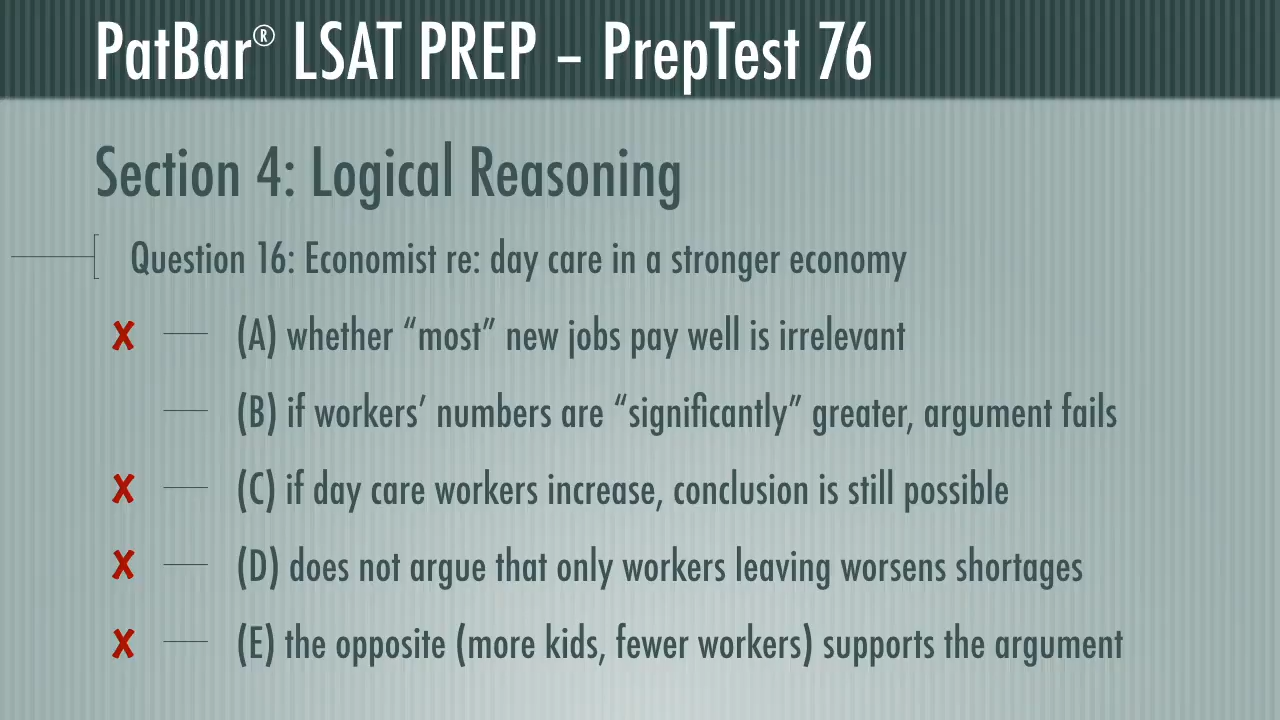 PatBar® LSAT PREP – PrepTest 76
Section 4: Logical Reasoning
Question 16: Economist re: day care in a stronger economy
✘ (A) whether “most” new jobs pay well is irrelevant
(B) if workers’ numbers are “significantly” greater, argument fails
✘ (C) if day care workers increase, conclusion is still possible
✘ (D) does not argue that only workers leaving worsens shortages
✘ (E) the opposite (more kids, fewer workers) supports the argument